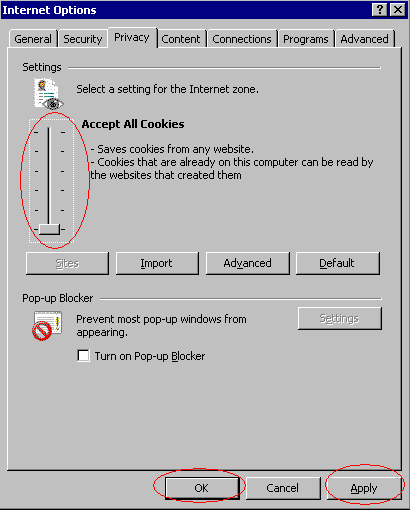 Internet Options
General Security Privacy Content Connections Programs Advanced
Settings
Select a setting for the Internet zone.
Accept All Cookies
- Saves cookies from any website.
- Cookies that are already on this computer can be read by
the websites that created them
Sites Import Advanced Default
Pop-up Blocker
Prevent most pop-up windows from
appearing.
Settings
Turn on Pop-up Blocker
OK Cancel Apply